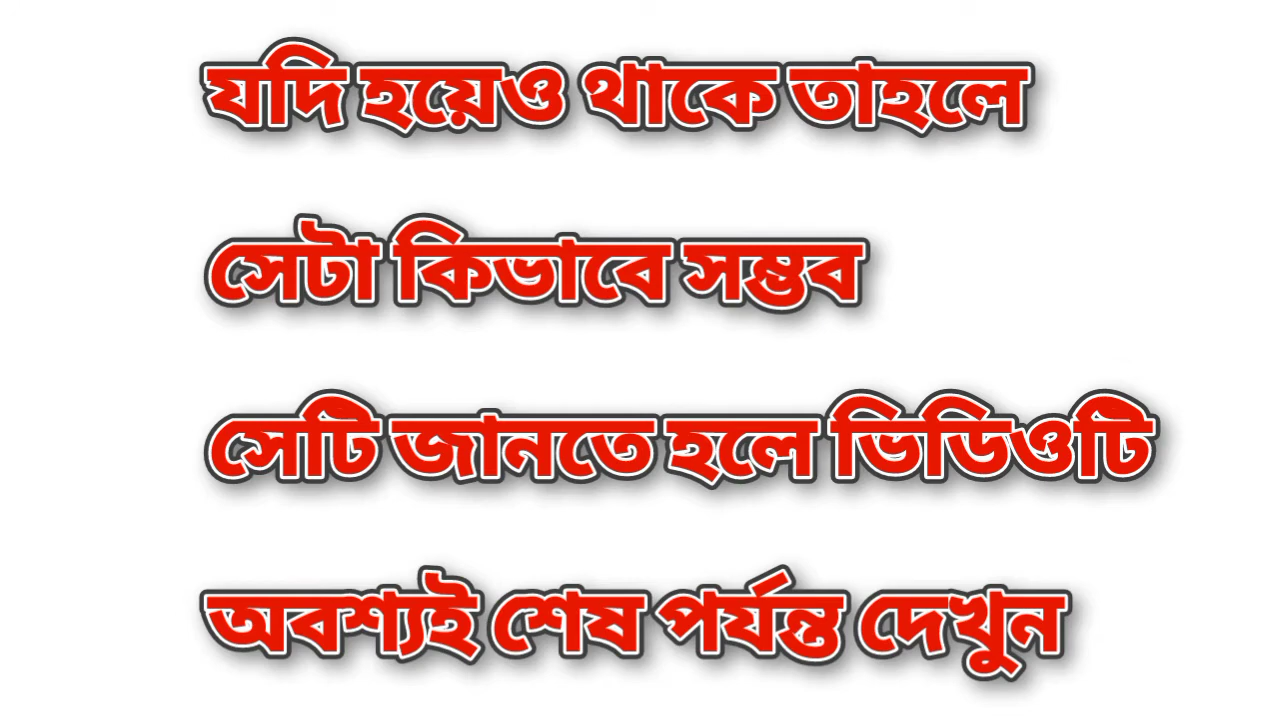 যদি হয়েও থাকে তাহলে
সেটা কিভাবে সম্ভব
সেটি জানতে হলে ভিডিওটি
অবশ্যই শেষ পর্যন্ত দেখুন